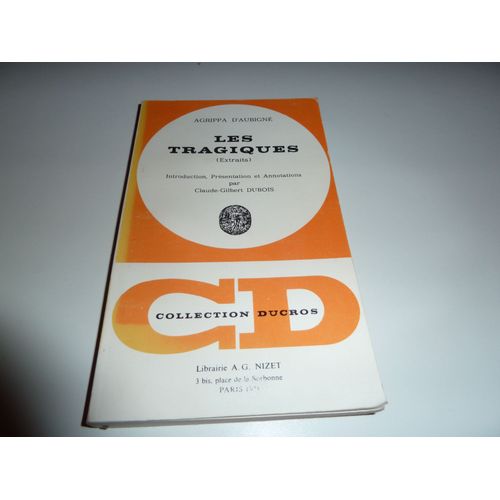 AGRIPPA D'AUBIGNÉ
LES
TRAGIQUES
(Extraits)
Introduction, Présentation et Annotations
par
Claude-Gilbert DUBOIS
CD
COLLECTION DUCROS
Librairie A. G. NIZET
3 bis, place de la Sorbonne
PARIS